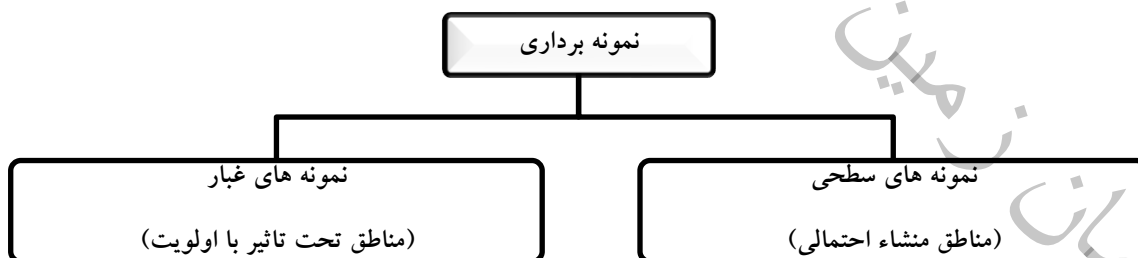 نمونه برداری
نمونه های سطحی
(مناطق منشاء احتمالی)
نمونه های غبار
(مناطق تحت تاثیر با اولویت)